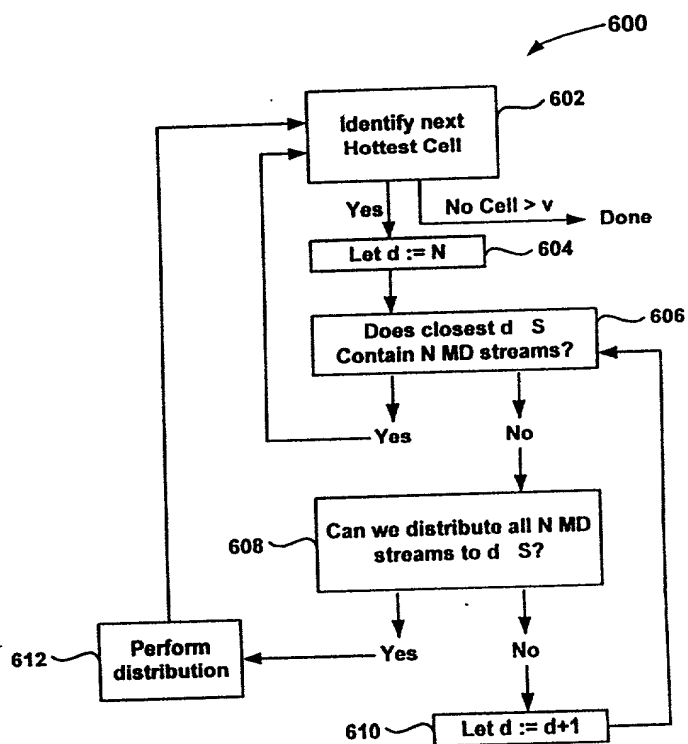 600
Identify next
Hottest Cell
602
Yes
No Cell > v
Done
Let d := N
604
Does closest d S
Contain N MD streams?
606
Yes
No
Can we distribute all N MD
streams to d S?
608
Yes
No
Perform
distribution
612
Let d := d+1
610